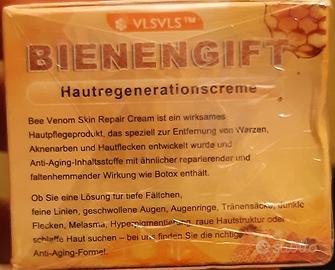 VLSVLS™
BIENENGIFT
Hautregenerationscreme
Bee Venom Skin Repair Cream ist ein wirksames
Hautpflegeprodukt, das speziell zur Entfernung von Warzen,
Aknenarben und Hautflecken entwickelt wurde und
Anti-Aging-Inhaltsstoffe mit ähnlicher reparierender und
faltenhemmender Wirkung wie Botox enthält.
Ob Sie eine Lösung für tiefe Fältchen,
feine Linien, geschwollene Augen, Augenringe, Tränensäcke, dunkle
Flecken, Melasma, Hyperpigmentierung, raue Hautstruktur oder
schlaffe Haut suchen – bei uns finden Sie die richtige
Anti-Aging-Formel.
subito